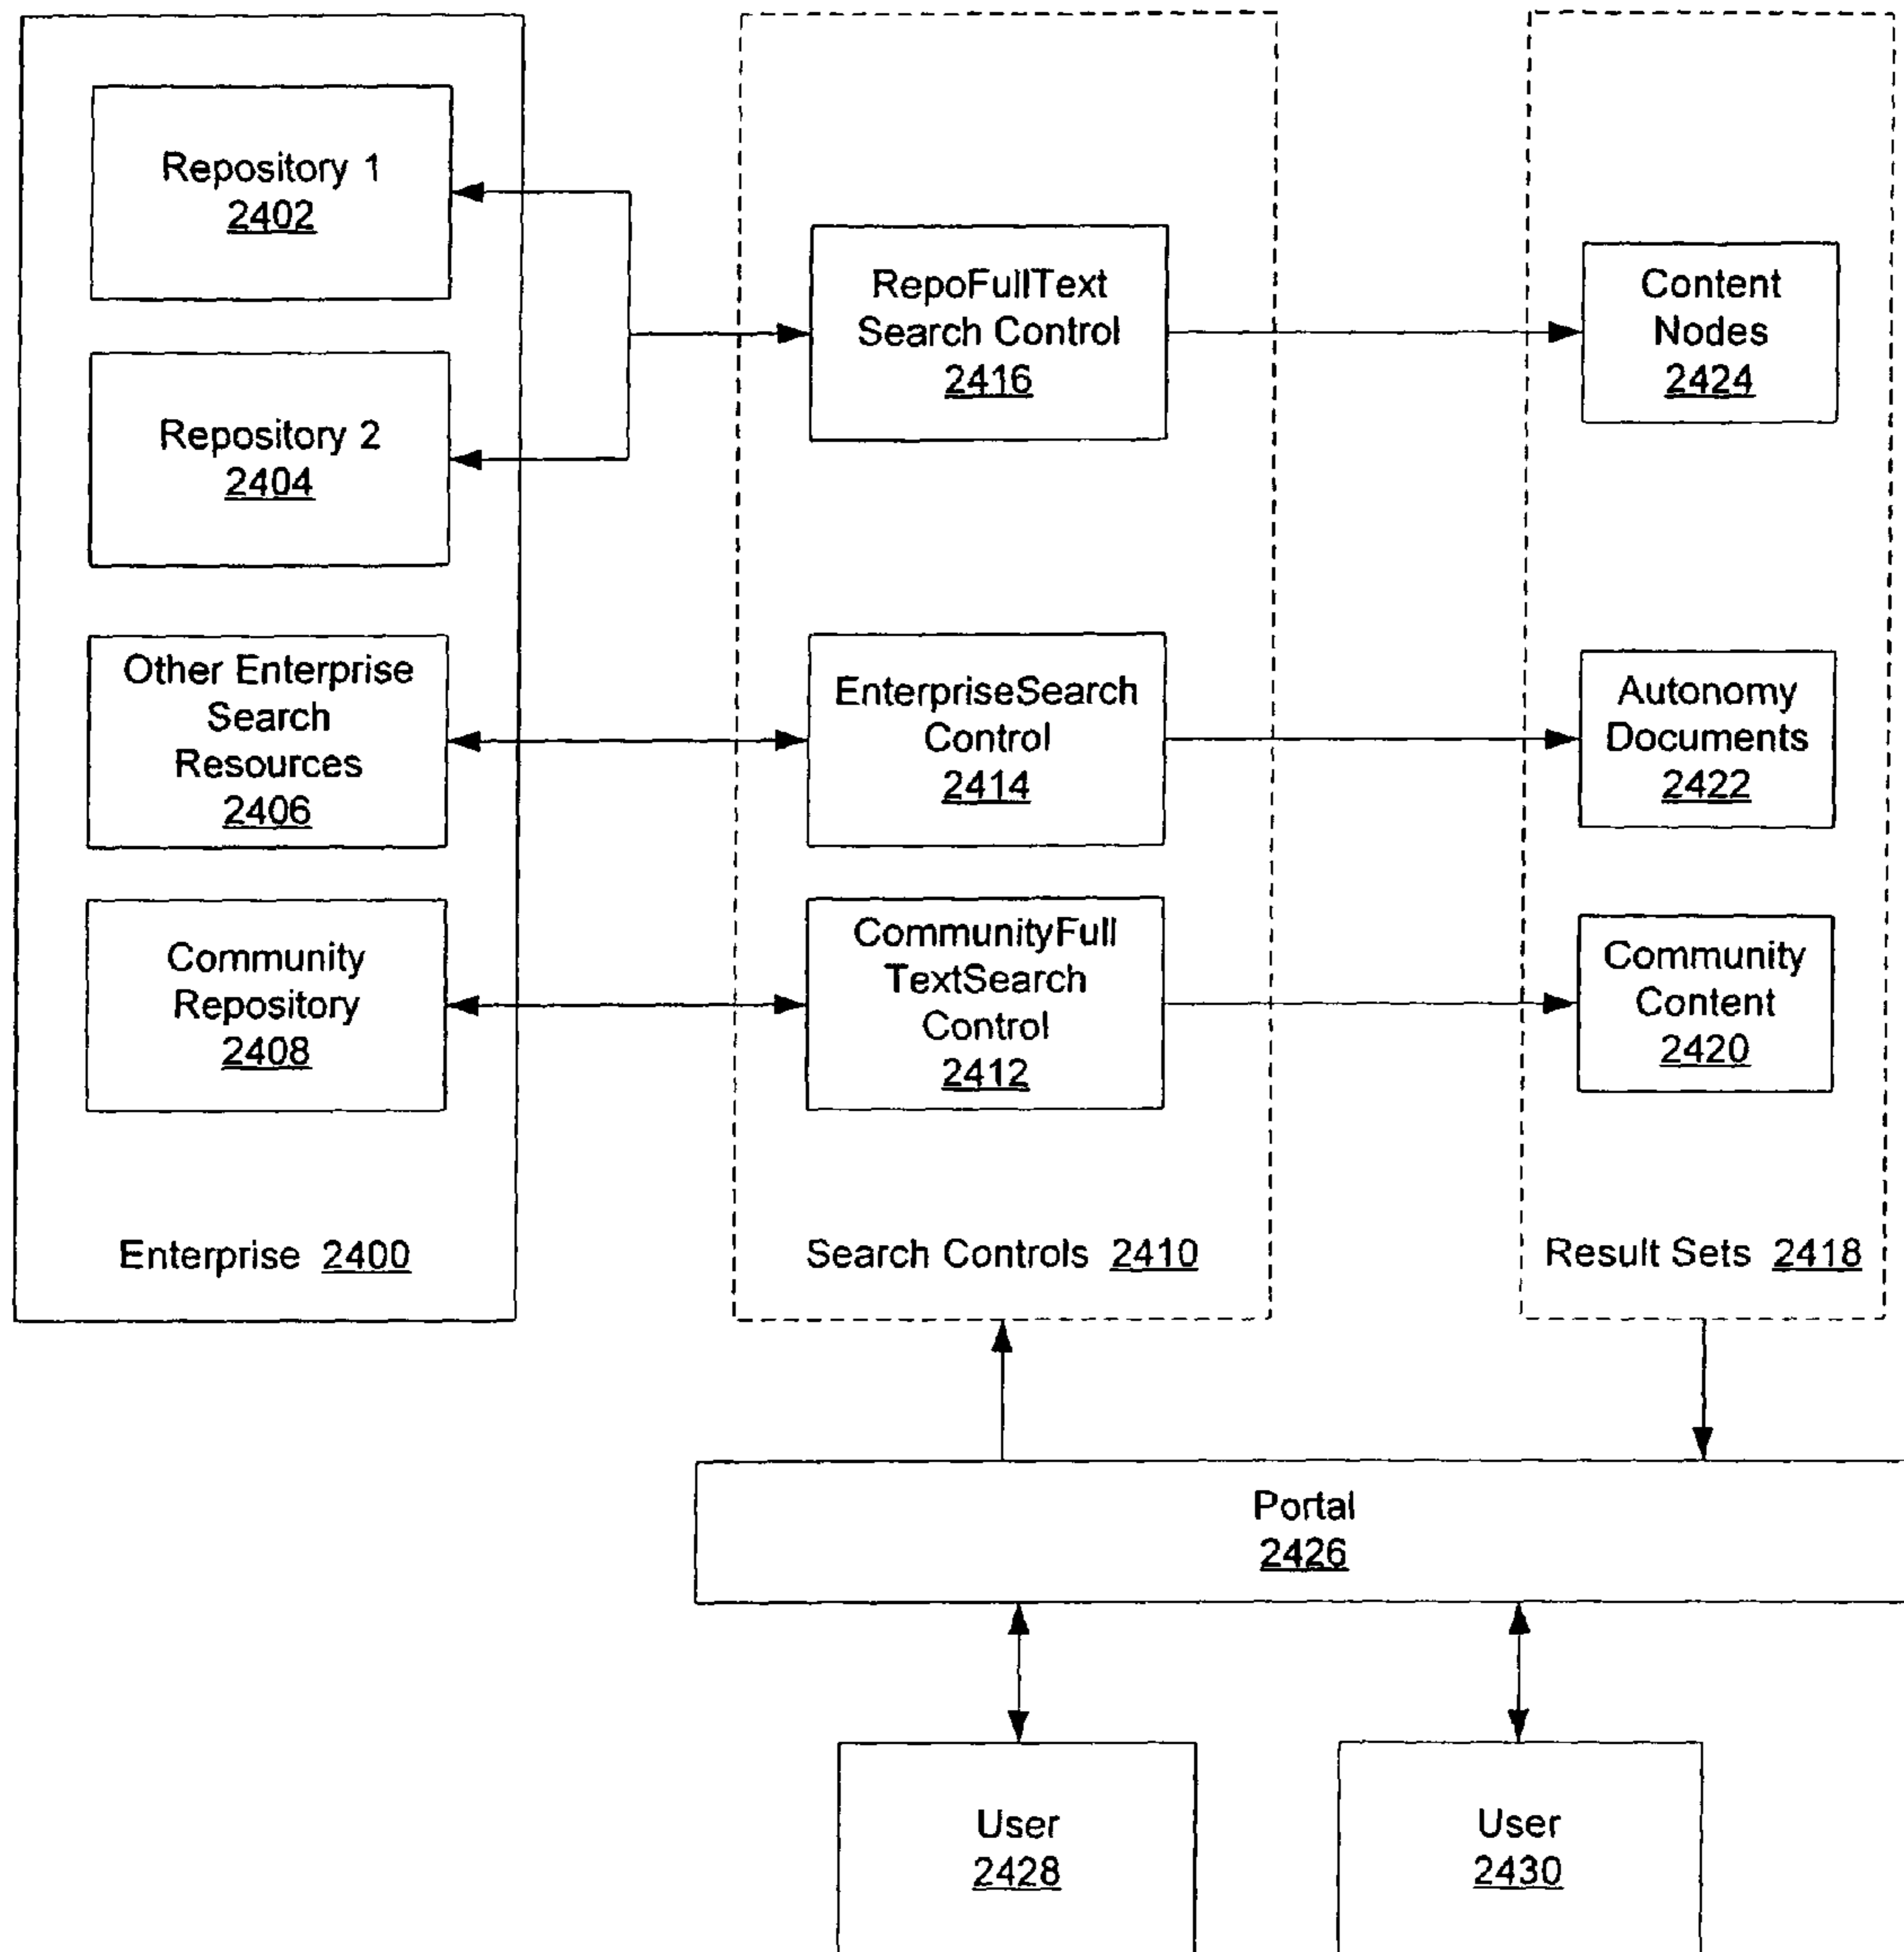 Repository 1
2402
Repository 2
2404
Other Enterprise
Search
Resources
2406
Community
Repository
2408
Enterprise 2400
RepoFullText
Search Control
2416
EnterpriseSearch
Control
2414
CommunityFull
TextSearch
Control
2412
Search Controls 2410
Content
Nodes
2424
Autonomy
Documents
2422
Community
Content
2420
Result Sets 2418
Portal
2426
User
2428
User
2430